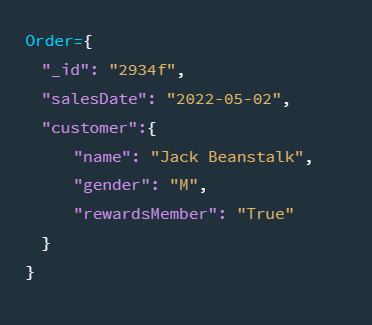 Order={
"_id": "2934f",
"salesDate": "2022-05-02",
"customer":{
"name": "Jack Beanstalk",
"gender": "M",
"rewardsMember": "True"
}
}